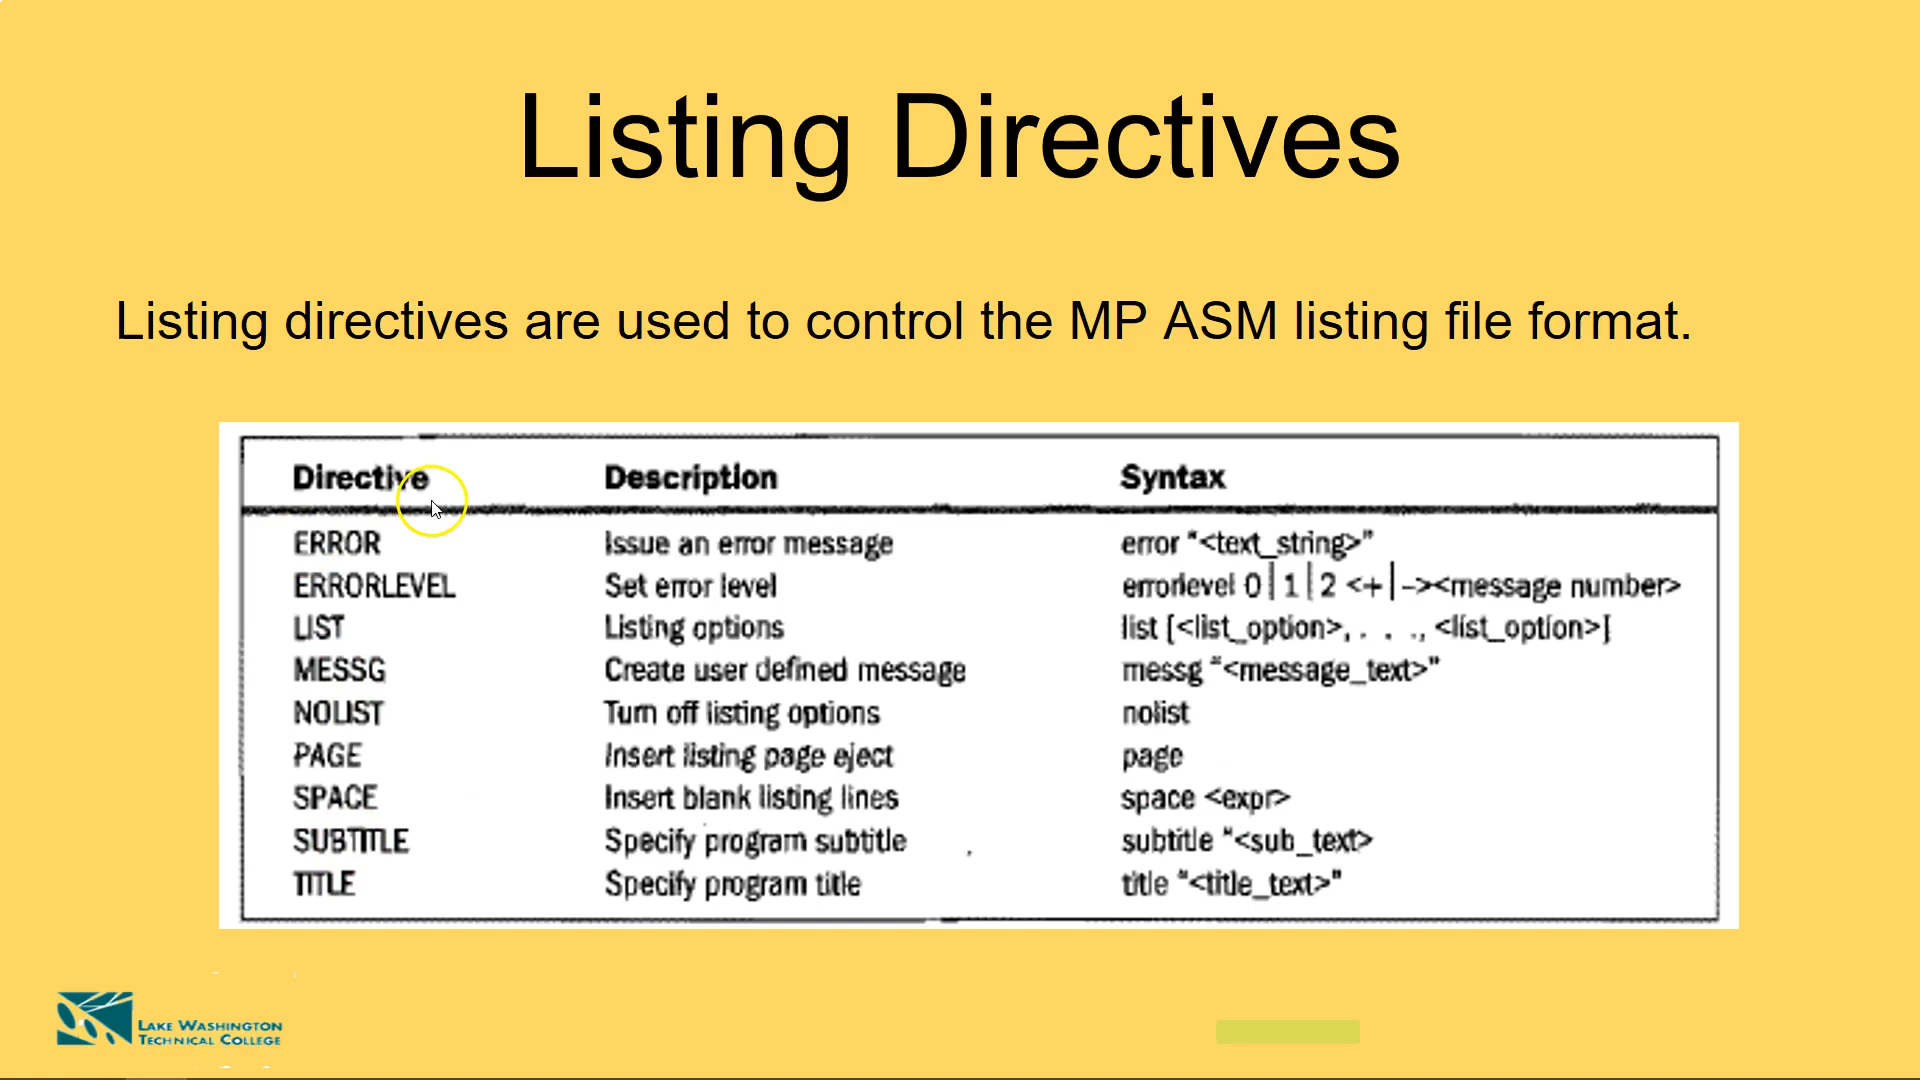 Listing Directives
Listing directives are used to control the MP ASM listing file format.
Directive Description Syntax
ERROR Issue an error message error "<text_string>"
ERRORLEVEL Set error level errorlevel 0|1|2 <+|-><message number>
LIST Listing options list [<list_option>, . . ., <list_option>]
MESSG Create user defined message messg "<message_text>"
NOLIST Turn off listing options nolist
PAGE Insert listing page eject page
SPACE Insert blank listing lines space <expr>
SUBTITLE Specify program subtitle subtitle "<sub_text>
TITLE Specify program title title "<title_text>"
LAKE WASHINGTON
TECHNICAL COLLEGE